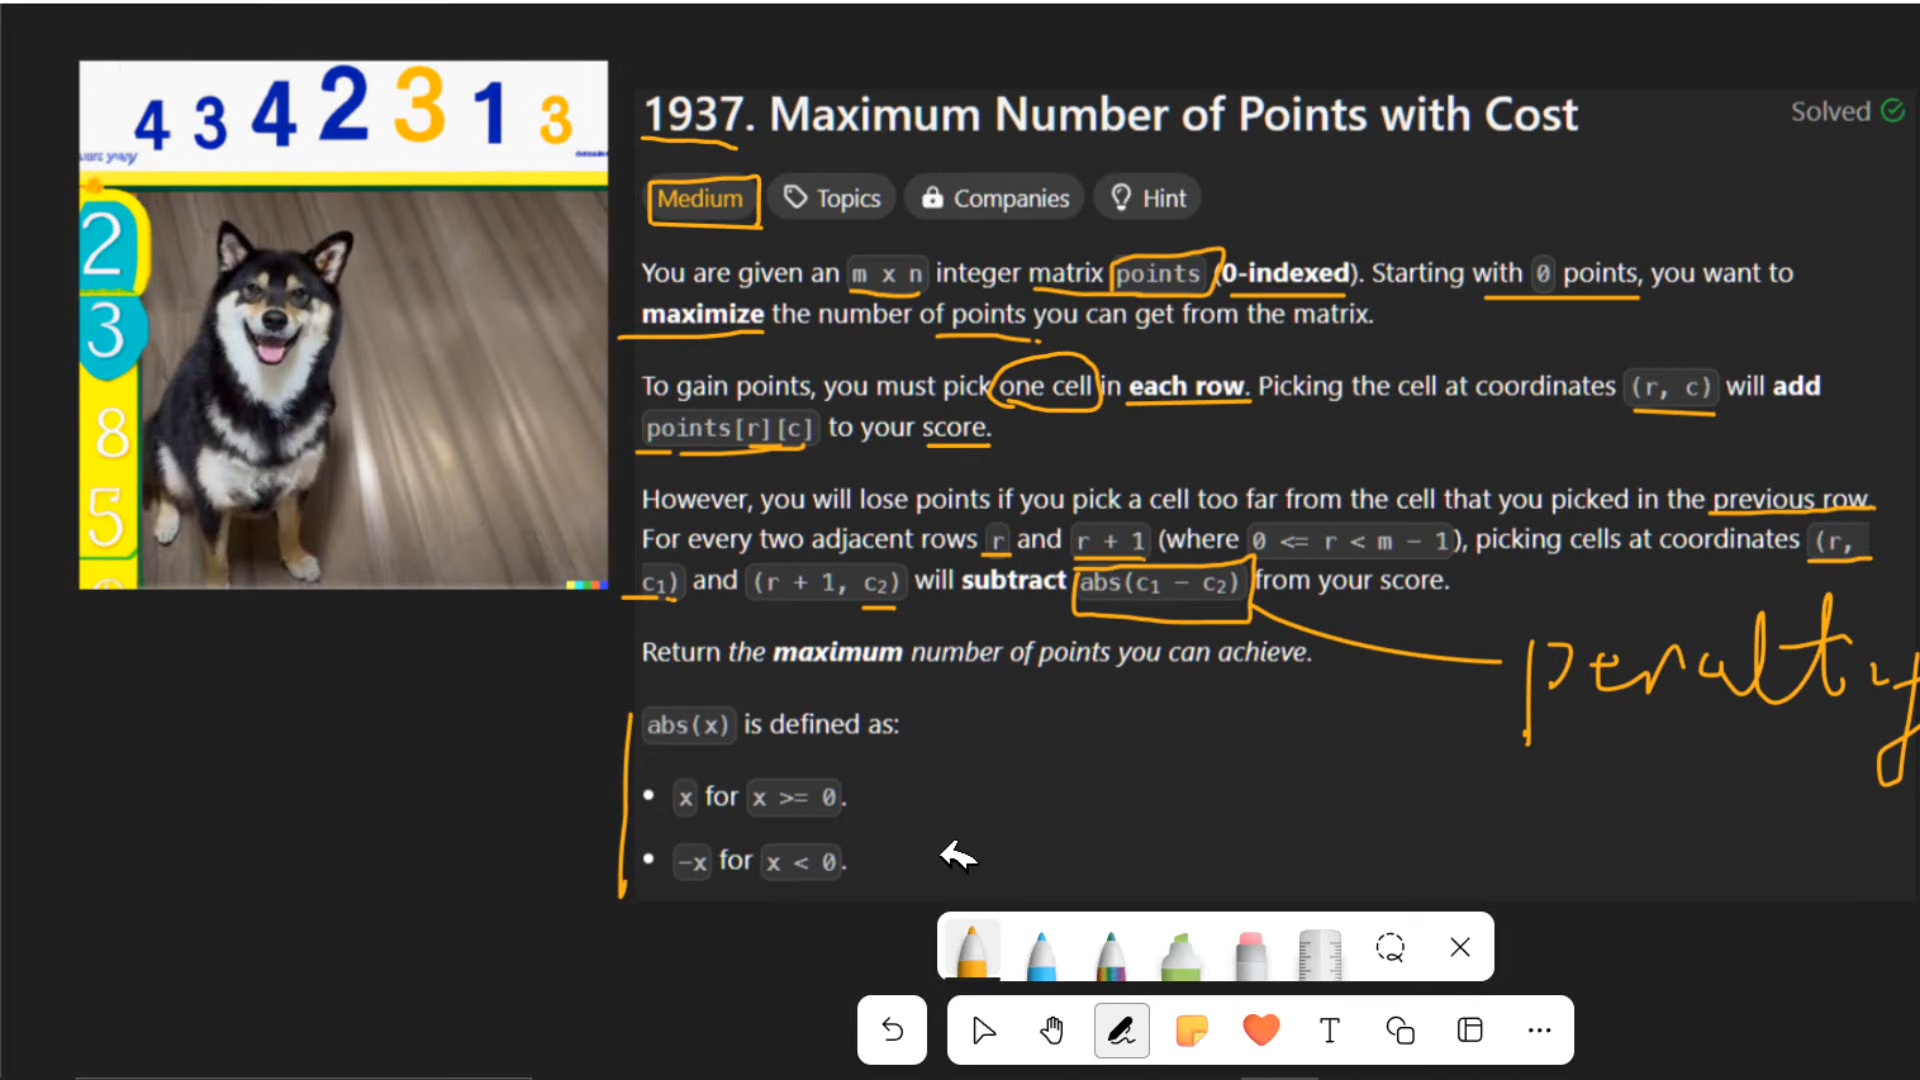 4 3 4 2 3 1 3
2
3
8
5
1937. Maximum Number of Points with Cost
Solved
Medium Topics Companies Hint
You are given an m x n integer matrix points (0-indexed). Starting with 0 points, you want to
maximize the number of points you can get from the matrix.
To gain points, you must pick one cell in each row. Picking the cell at coordinates (r, c) will add
points[r][c] to your score.
However, you will lose points if you pick a cell too far from the cell that you picked in the previous row.
For every two adjacent rows r and r + 1 (where 0 <= r < m - 1), picking cells at coordinates (r,
c₁) and (r + 1, c₂) will subtract abs(c₁ - c₂) from your score.
penalty
Return the maximum number of points you can achieve.
abs(x) is defined as:
• x for x >= 0.
• -x for x < 0.
T